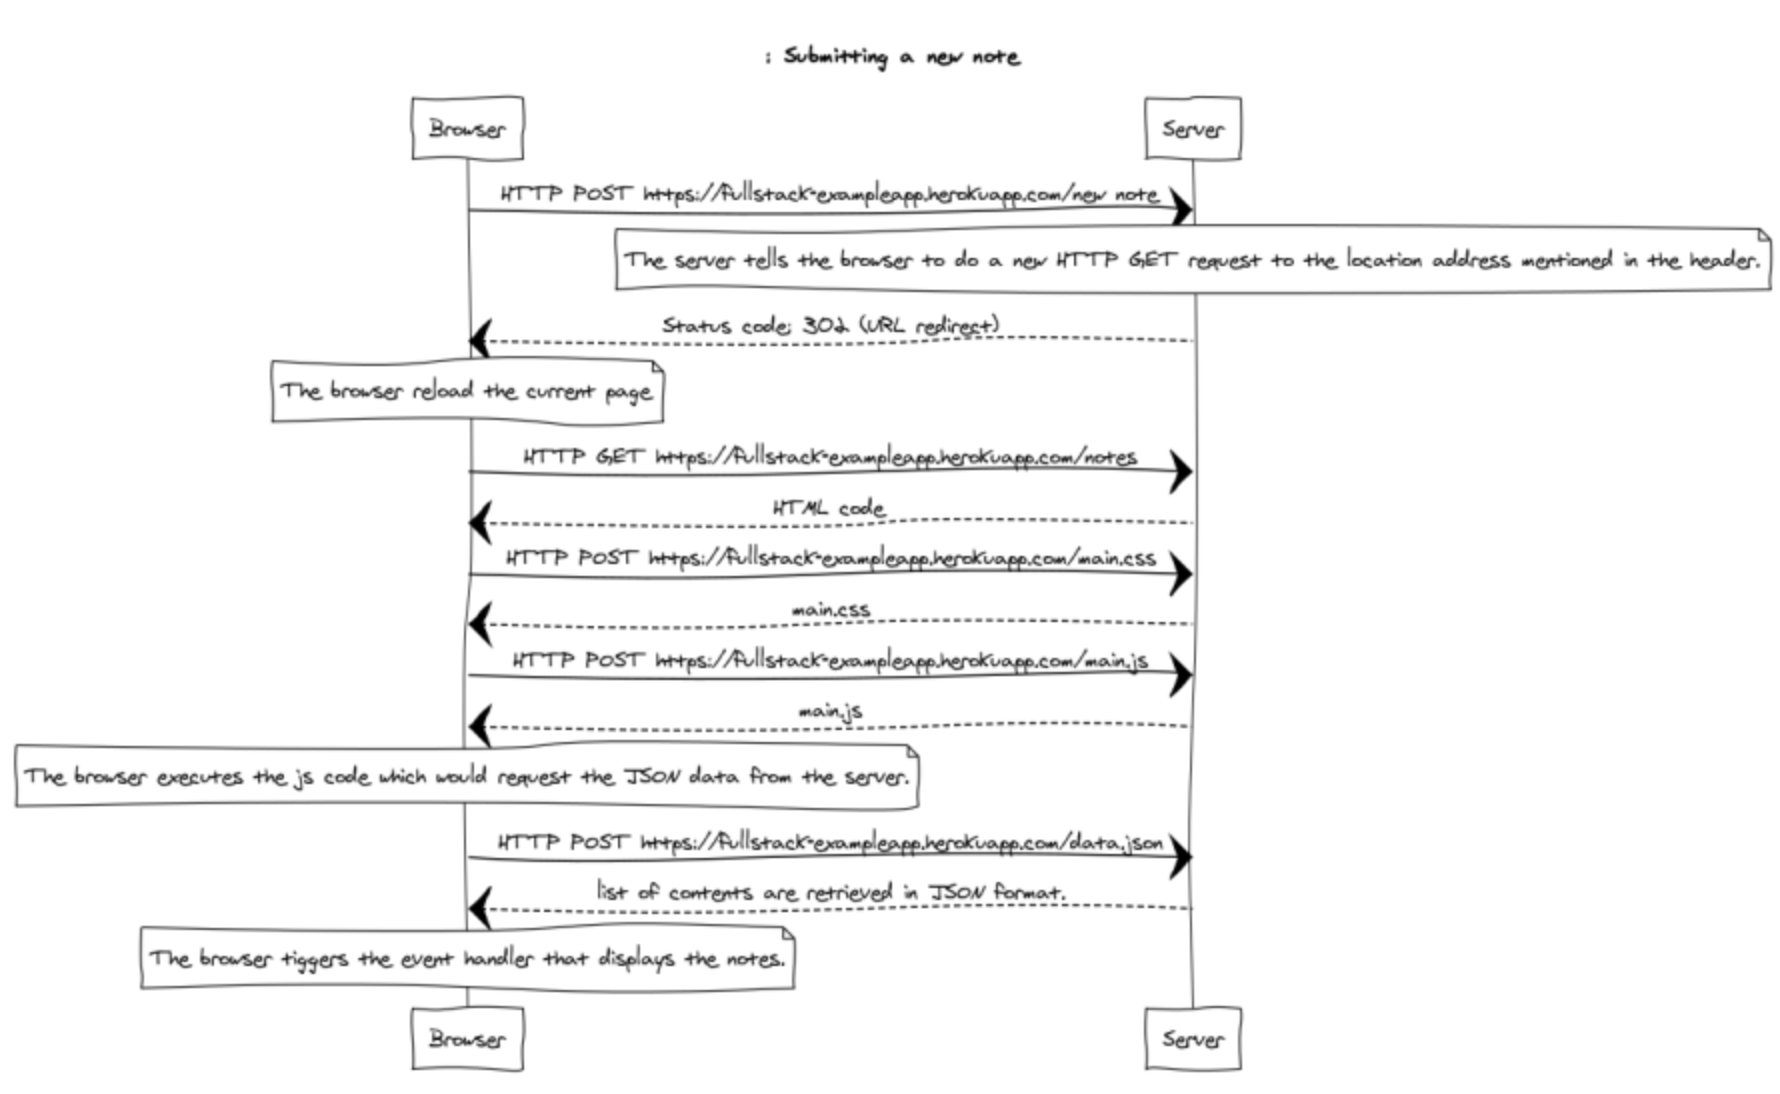 : Submitting a new note
Browser
Server
HTTP POST https://fullstack-exampleapp.herokuapp.com/new note
The server tells the browser to do a new HTTP GET request to the location address mentioned in the header.
Status code; 302 (URL redirect)
The browser reload the current page
HTTP GET https://fullstack-exampleapp.herokuapp.com/notes
HTML code
HTTP POST https://fullstack-exampleapp.herokuapp.com/main.css
main.css
HTTP POST https://fullstack-exampleapp.herokuapp.com/main.js
main.js
The browser executes the js code which would request the JSON data from the server.
HTTP POST https://fullstack-exampleapp.herokuapp.com/data.json
list of contents are retrieved in JSON format.
The browser tiggers the event handler that displays the notes.
Browser
Server